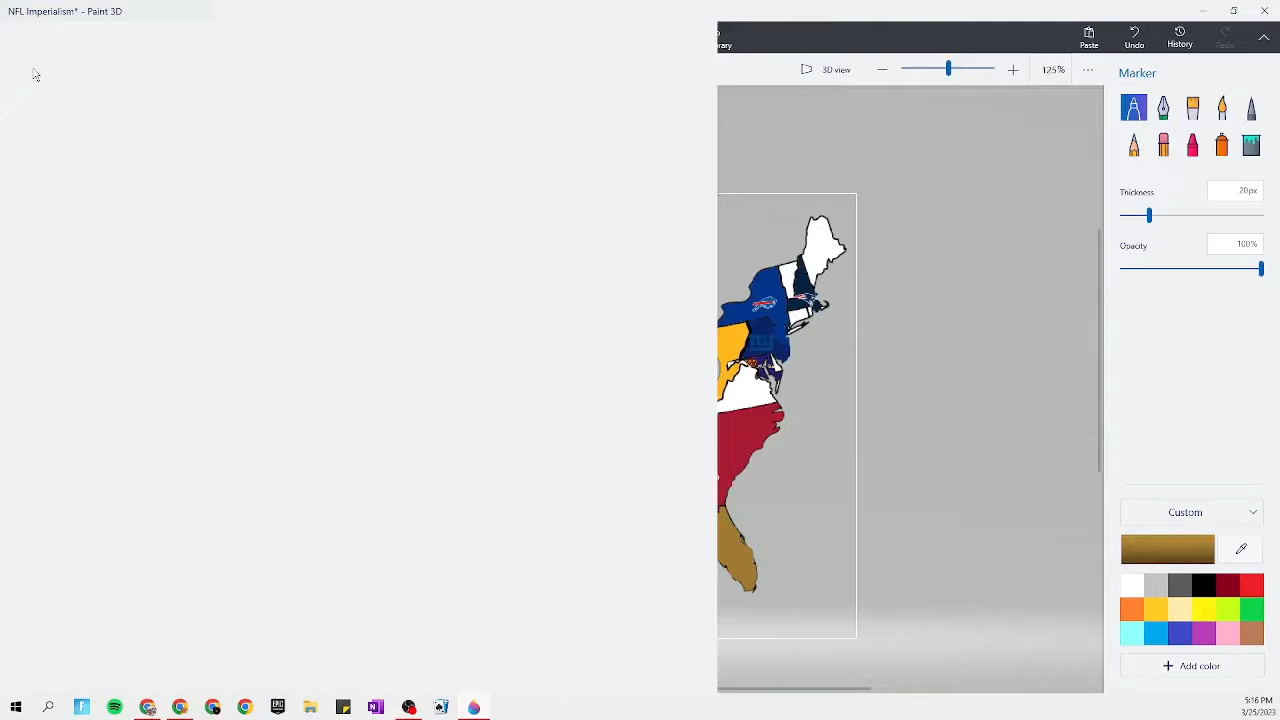 NFL Imperialism* - Paint 3D
Paste
Undo
History
Redo
3D view
125%
Marker
Thickness
20px
Opacity
100%
Custom
Add color
5:16 PM
3/25/2023